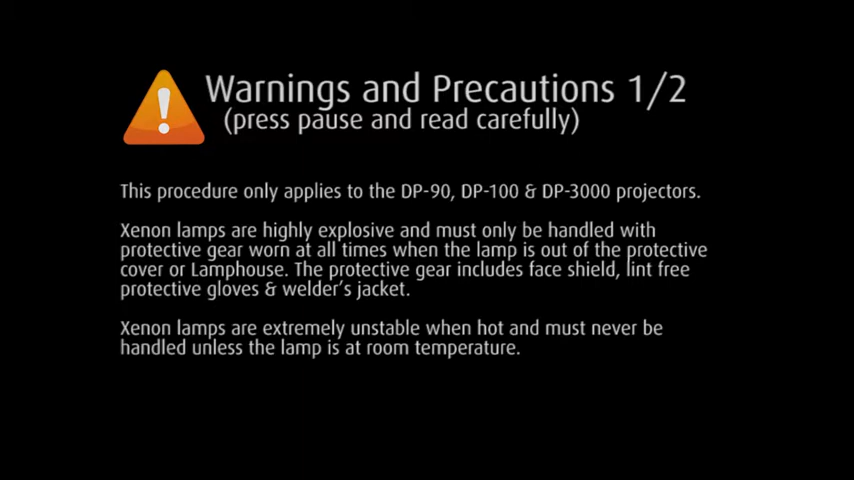 Warnings and Precautions 1/2
(press pause and read carefully)
This procedure only applies to the DP-90, DP-100 & DP-3000 projectors.
Xenon lamps are highly explosive and must only be handled with
protective gear worn at all times when the lamp is out of the protective
cover or Lamphouse. The protective gear includes face shield, lint free
protective gloves & welder's jacket.
Xenon lamps are extremely unstable when hot and must never be
handled unless the lamp is at room temperature.